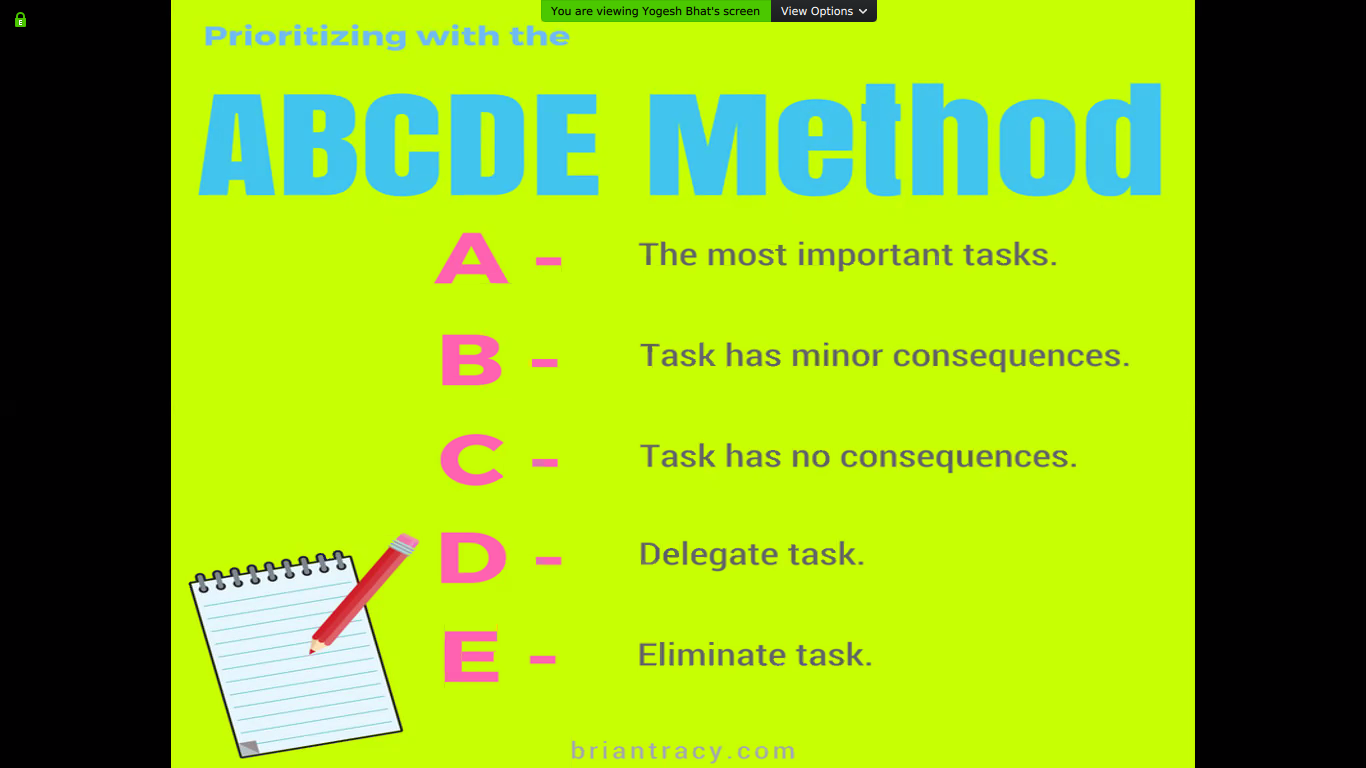 You are viewing Yogesh Bhat's screen View Options
E
Prioritizing with the
ABCDE Method
A - The most important tasks.
B - Task has minor consequences.
C - Task has no consequences.
D - Delegate task.
E - Eliminate task.
briantracy.com